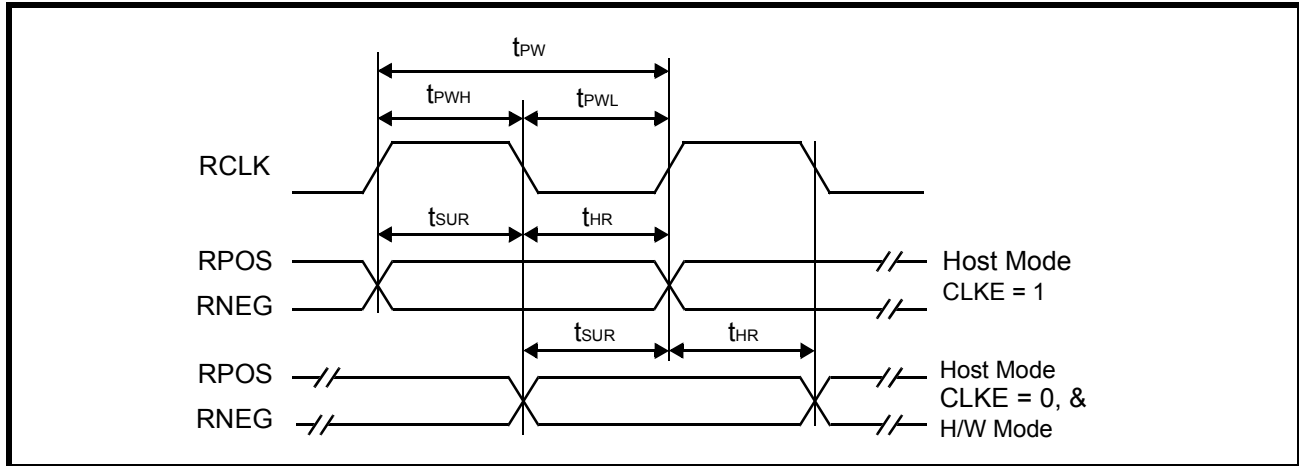 tPW
tPWH tPWL
RCLK
tSUR tHR
RPOS
RNEG
Host Mode
CLKE = 1
tSUR tHR
RPOS
RNEG
Host Mode
CLKE = 0, &
H/W Mode